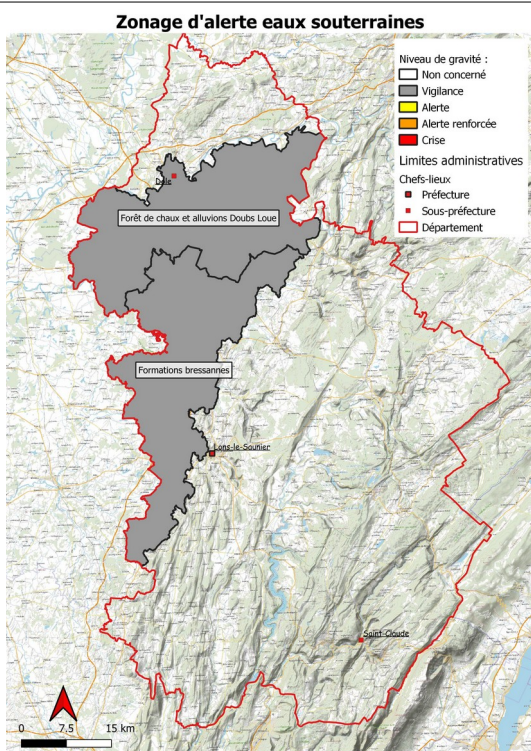 Zonage d'alerte eaux souterraines
Niveau de gravité :
Non concerné
Vigilance
Alerte
Alerte renforcée
Crise
Limites administratives
Chefs-lieux
Préfecture
Sous-préfecture
Département
Dole
Forêt de chaux et alluvions Doubs Loue
Formations bressannes
Lons-le-Saunier
Saint-Claude
0 7,5 15 km